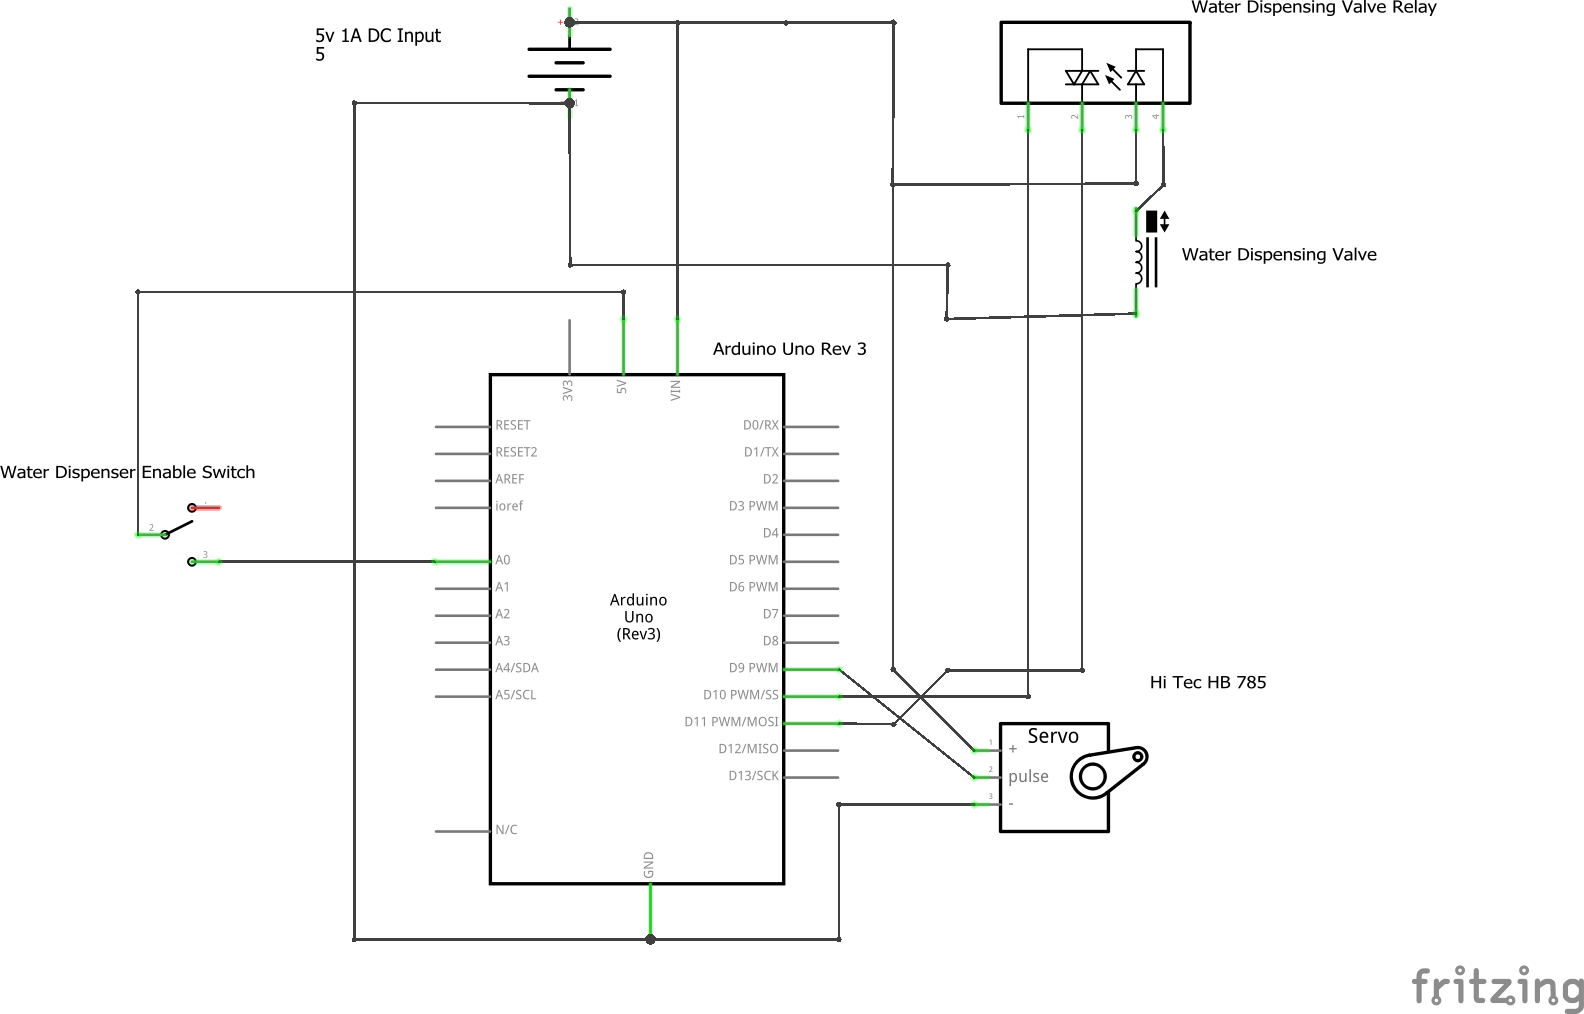 Water Dispensing Valve Relay
5v 1A DC Input
5
+
1
1
2
3
4
Water Dispensing Valve
Arduino Uno Rev 3
3V3
5V
VIN
RESET
RESET2
AREF
ioref
A0
A1
A2
A3
A4/SDA
A5/SCL
N/C
D0/RX
D1/TX
D2
D3 PWM
D4
D5 PWM
D6 PWM
D7
D8
D9 PWM
D10 PWM/SS
D11 PWM/MOSI
D12/MISO
D13/SCK
Arduino
Uno
(Rev3)
GND
Water Dispenser Enable Switch
2
3
Hi Tec HB 785
Servo
1
+
2
pulse
3
-
fritzing